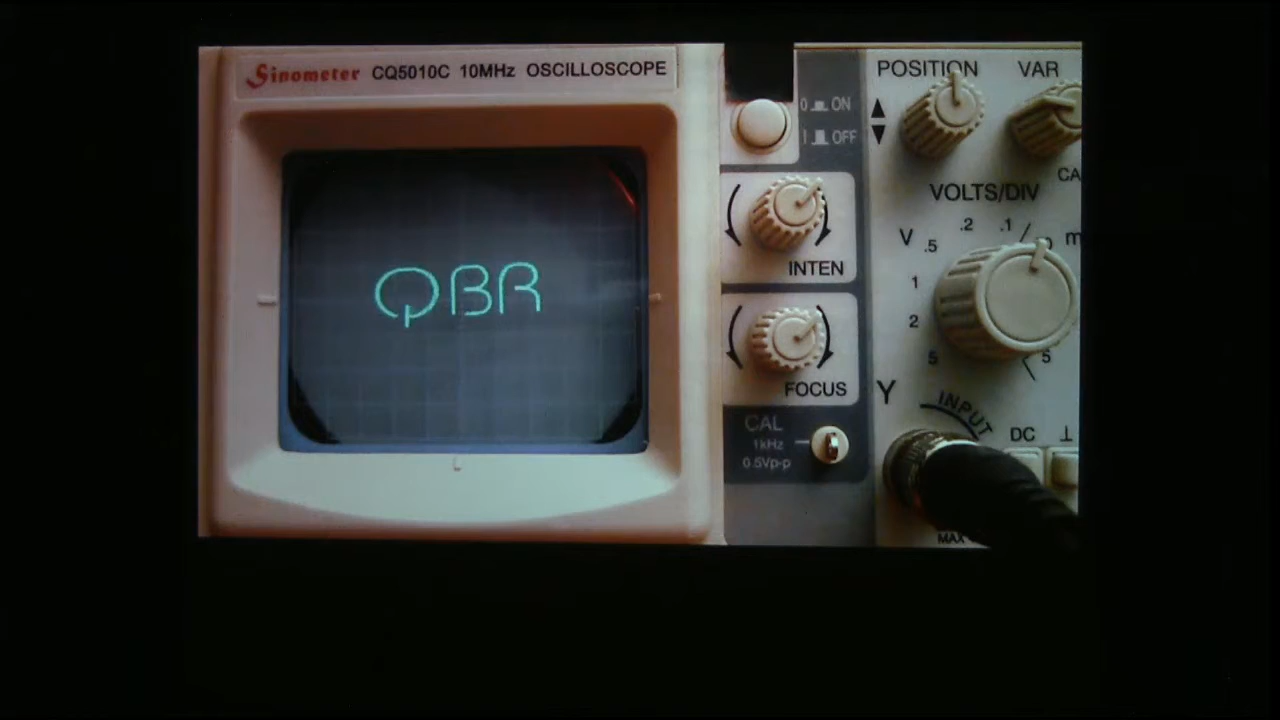 Sinometer CQ5010C 10MHz OSCILLOSCOPE
QBR
0 ON
I OFF
INTEN
FOCUS
CAL
1kHz
0.5Vp-p
POSITION VAR
CA
VOLTS/DIV
V .5 .2 .1 m
1
2
5 5
Y INPUT
DC ⊥
MAX